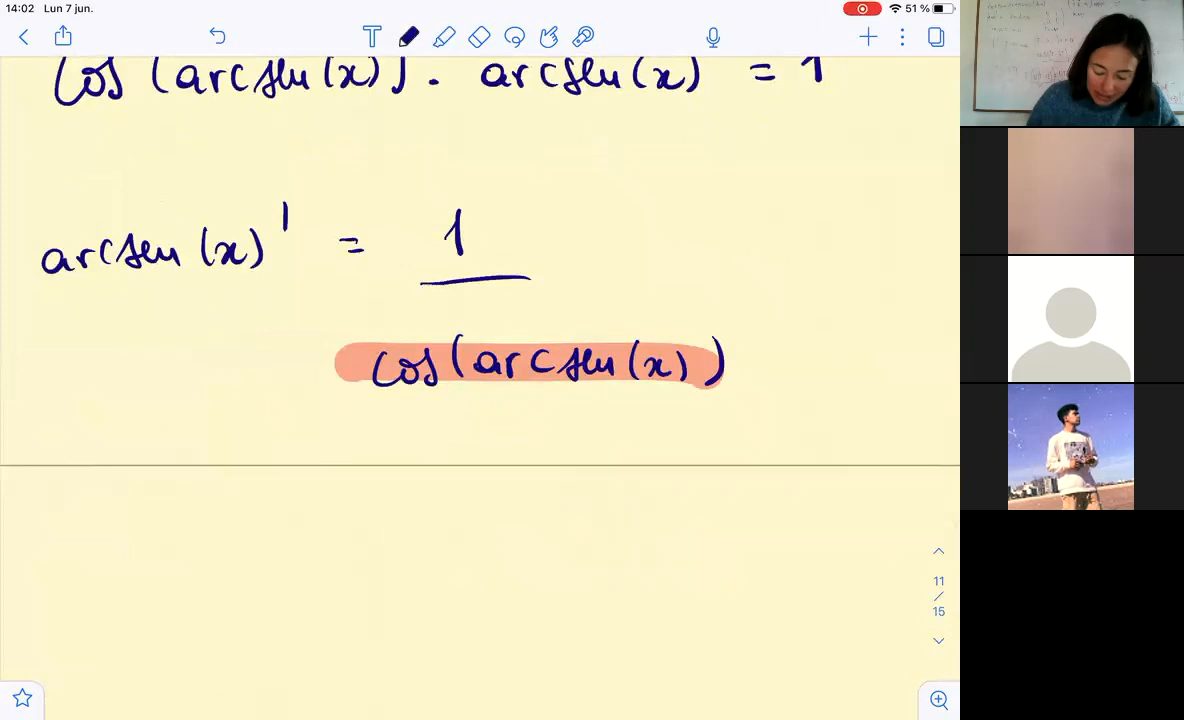 14:02 Lun 7 jun. 51 %
cos (arcsen(x)). arcsen(x) = 1
arcsen (x)' = 1
cos(arcsen(x))
11
/
15